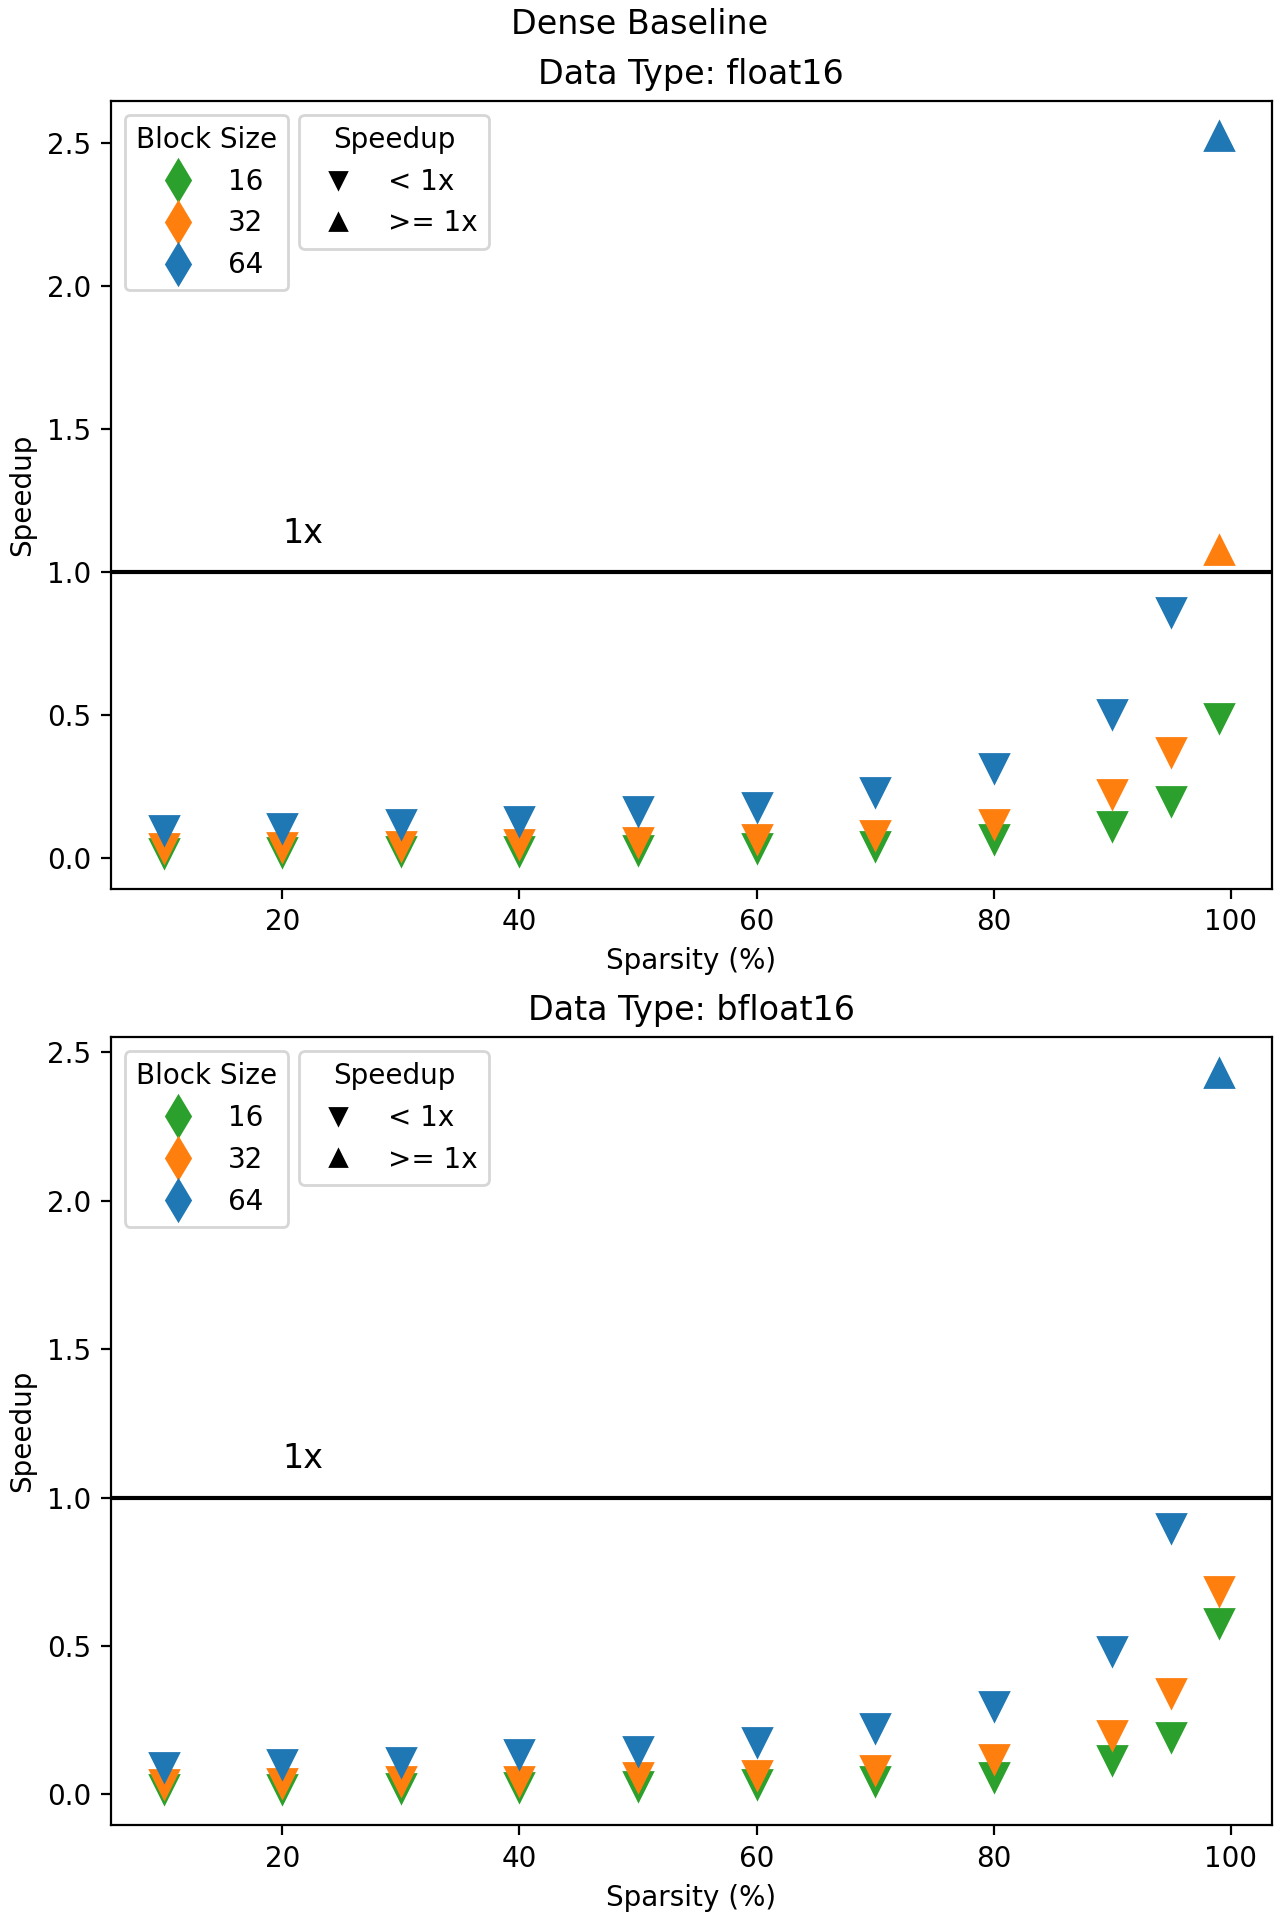 Dense Baseline
Data Type: float16
Block Size
16
32
64
Speedup
< 1x
>= 1x
2.5
2.0
1.5
1.0
0.5
0.0
Speedup
1x
20
40
60
80
100
Sparsity (%)
Data Type: bfloat16
Block Size
16
32
64
Speedup
< 1x
>= 1x
2.5
2.0
1.5
1.0
0.5
0.0
Speedup
1x
20
40
60
80
100
Sparsity (%)